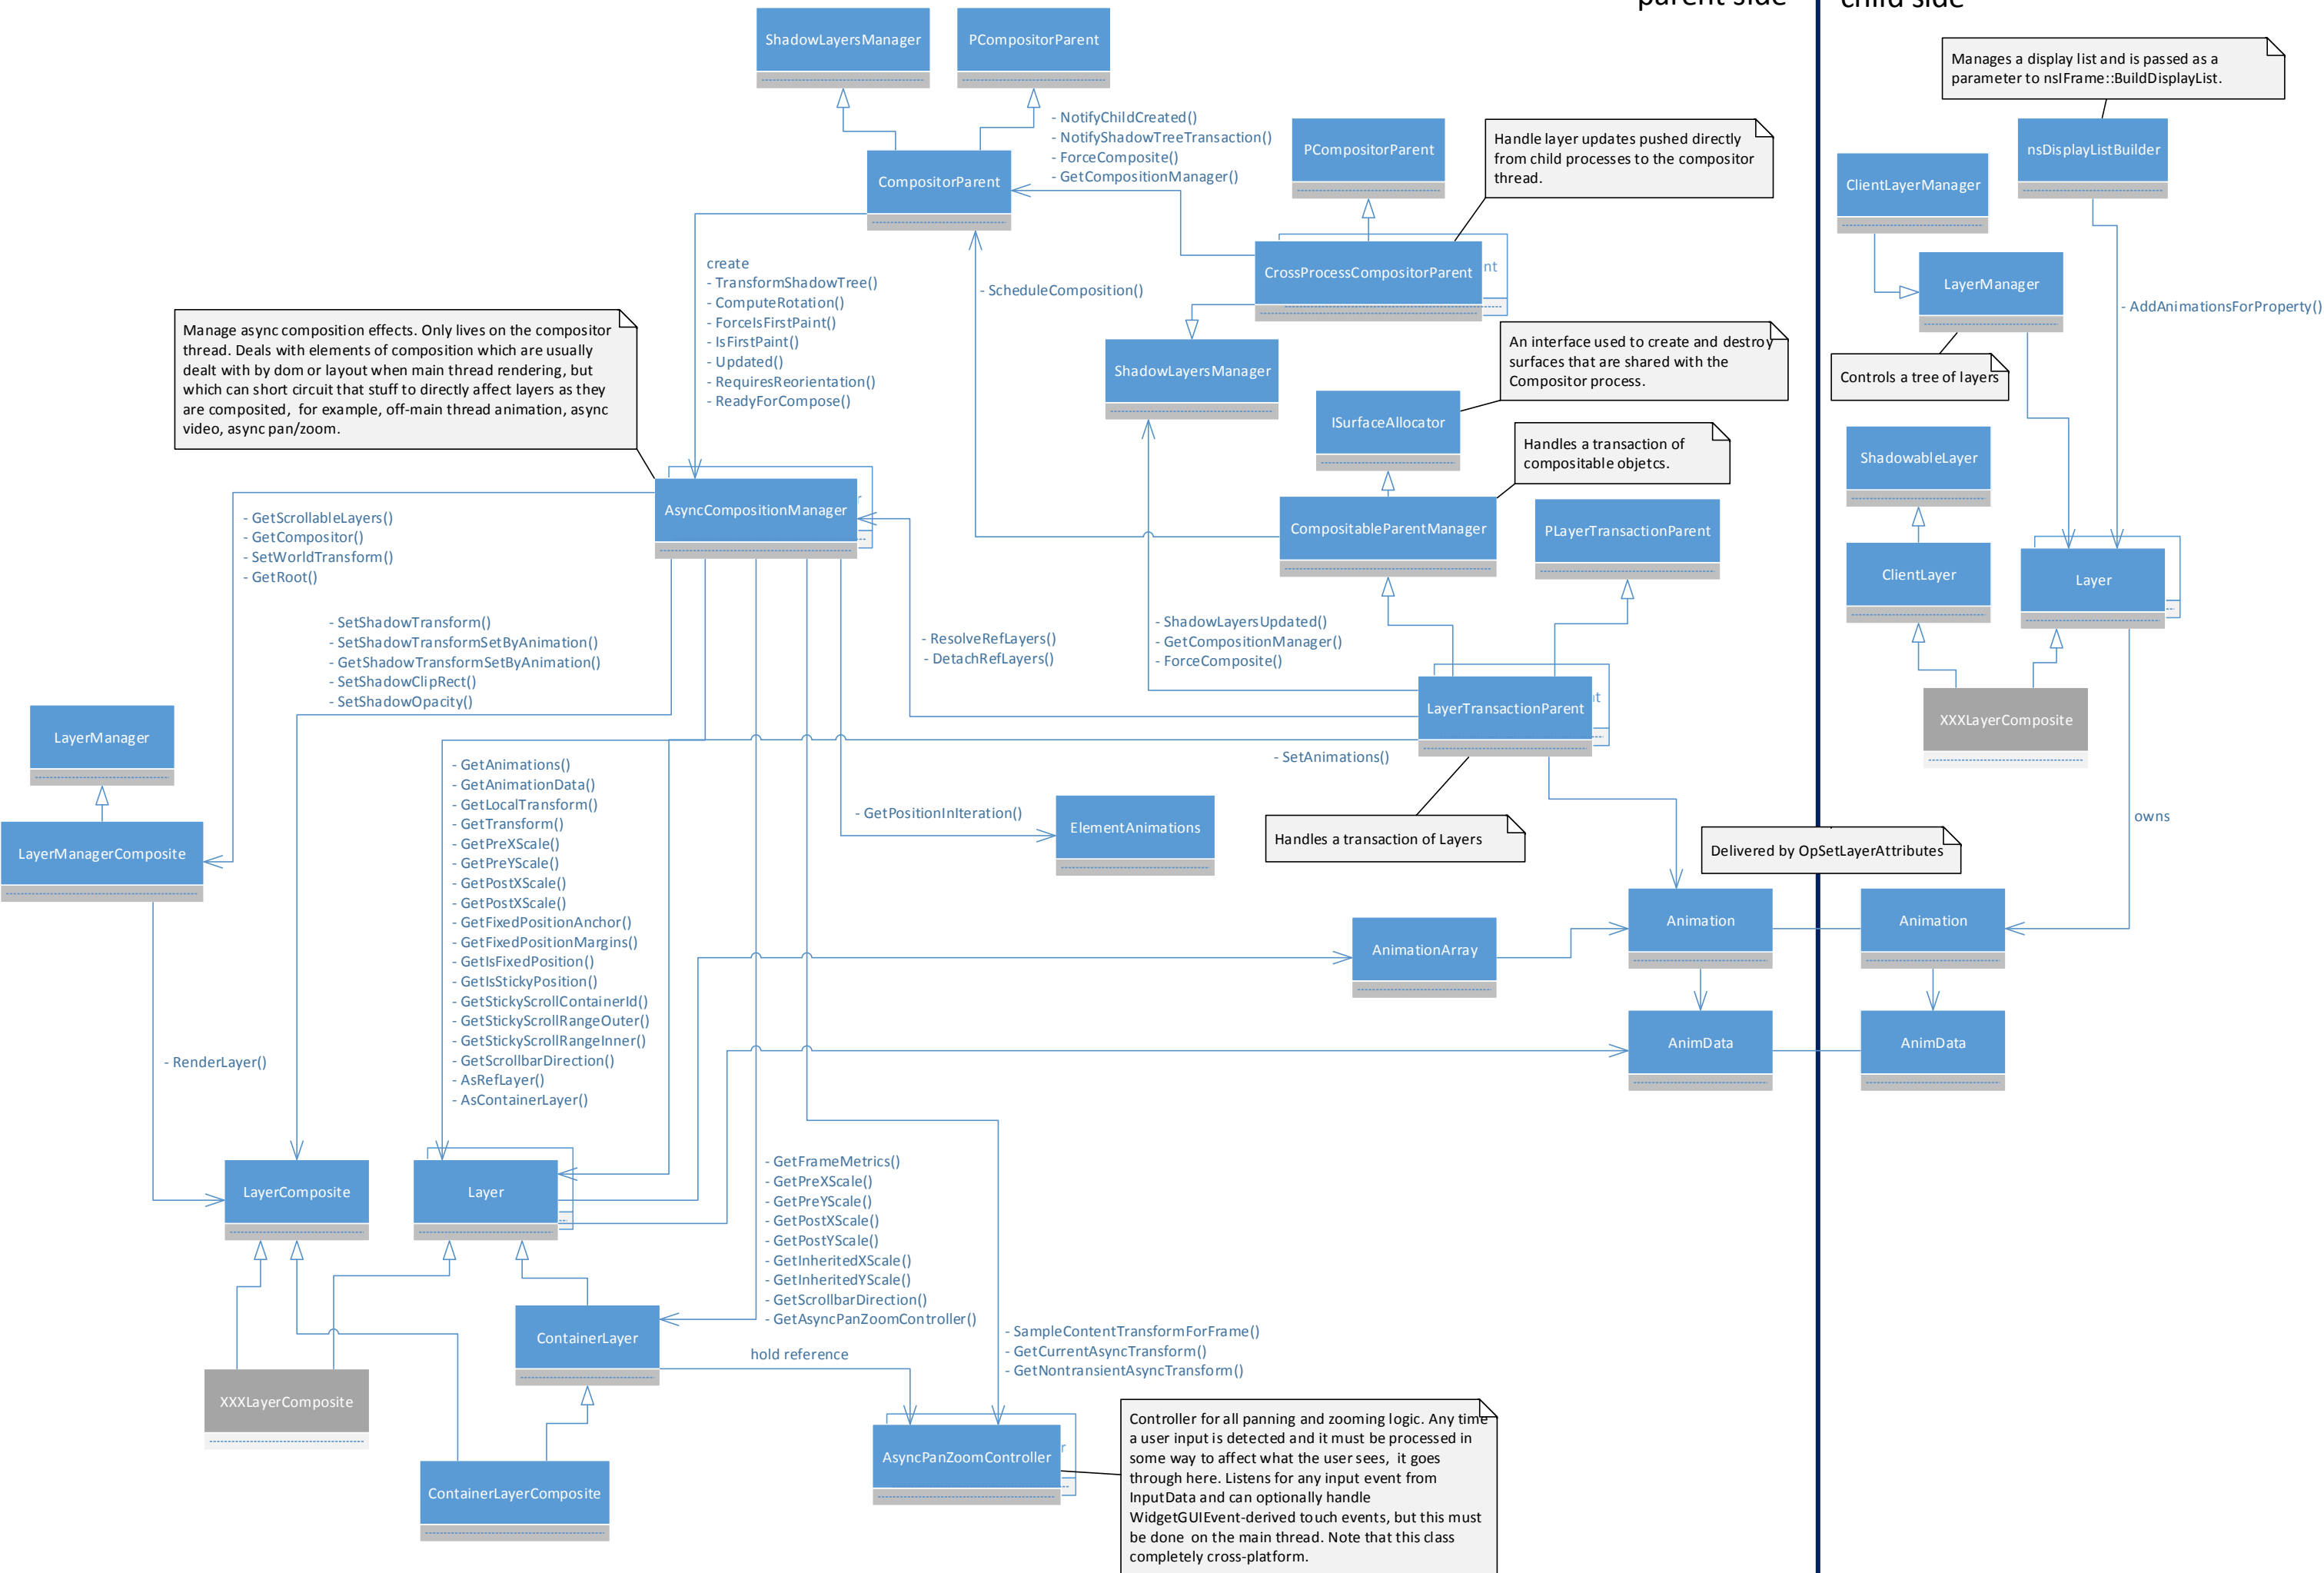 parent side
child side
ShadowLayersManager
PCompositorParent
Manages a display list and is passed as a
parameter to nsIFrame::BuildDisplayList.
- NotifyChildCreated()
- NotifyShadowTreeTransaction()
- ForceComposite()
- GetCompositionManager()
PCompositorParent
Handle layer updates pushed directly
from child processes to the compositor
thread.
nsDisplayListBuilder
CompositorParent
ClientLayerManager
create
- TransformShadowTree()
- ComputeRotation()
- ForceIsFirstPaint()
- IsFirstPaint()
- Updated()
- RequiresReorientation()
- ReadyForCompose()
- ScheduleComposition()
CrossProcessCompositorParent
nt
LayerManager
- AddAnimationsForProperty()
Manage async composition effects. Only lives on the compositor
thread. Deals with elements of composition which are usually
dealt with by dom or layout when main thread rendering, but
which can short circuit that stuff to directly affect layers as they
are composited, for example, off-main thread animation, async
video, async pan/zoom.
ShadowLayersManager
An interface used to create and destroy
surfaces that are shared with the
Compositor process.
Controls a tree of layers
ISurfaceAllocator
Handles a transaction of
compositable objetcs.
ShadowableLayer
AsyncCompositionManager
r
- GetScrollableLayers()
- GetCompositor()
- SetWorldTransform()
- GetRoot()
CompositableParentManager
PLayerTransactionParent
ClientLayer
Layer
- SetShadowTransform()
- SetShadowTransformSetByAnimation()
- GetShadowTransformSetByAnimation()
- SetShadowClipRect()
- SetShadowOpacity()
- ResolveRefLayers()
- DetachRefLayers()
- ShadowLayersUpdated()
- GetCompositionManager()
- ForceComposite()
LayerTransactionParent
nt
XXXLayerComposite
LayerManager
- SetAnimations()
- GetAnimations()
- GetAnimationData()
- GetLocalTransform()
- GetTransform()
- GetPreXScale()
- GetPreYScale()
- GetPostXScale()
- GetPostXScale()
- GetFixedPositionAnchor()
- GetFixedPositionMargins()
- GetIsFixedPosition()
- GetIsStickyPosition()
- GetStickyScrollContainerId()
- GetStickyScrollRangeOuter()
- GetStickyScrollRangeInner()
- GetScrollbarDirection()
- AsRefLayer()
- AsContainerLayer()
- GetPositionInIteration()
ElementAnimations
Handles a transaction of Layers
owns
LayerManagerComposite
Delivered by OpSetLayerAttributes
AnimationArray
Animation
Animation
AnimData
AnimData
- RenderLayer()
LayerComposite
Layer
- GetFrameMetrics()
- GetPreXScale()
- GetPreYScale()
- GetPostXScale()
- GetPostYScale()
- GetInheritedXScale()
- GetInheritedYScale()
- GetScrollbarDirection()
- GetAsyncPanZoomController()
ContainerLayer
hold reference
- SampleContentTransformForFrame()
- GetCurrentAsyncTransform()
- GetNontransientAsyncTransform()
XXXLayerComposite
AsyncPanZoomController
r
Controller for all panning and zooming logic. Any time
a user input is detected and it must be processed in
some way to affect what the user sees, it goes
through here. Listens for any input event from
InputData and can optionally handle
WidgetGUIEvent-derived touch events, but this must
be done on the main thread. Note that this class
completely cross-platform.
ContainerLayerComposite